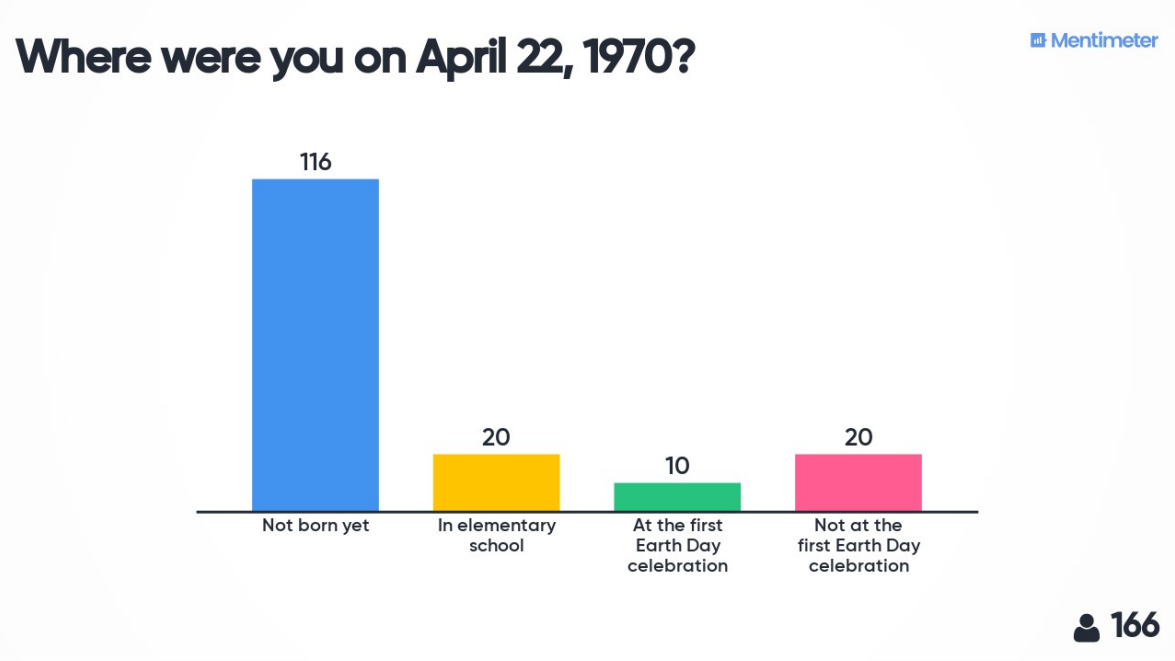 Where were you on April 22, 1970?
Mentimeter
116
20
10
20
Not born yet
In elementary
school
At the first
Earth Day
celebration
Not at the
first Earth Day
celebration
166